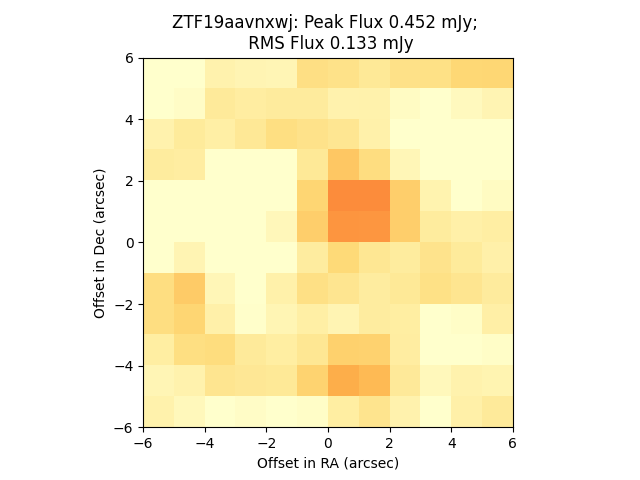 ZTF19aavnxwj: Peak Flux 0.452 mJy;
RMS Flux 0.133 mJy
6
4
2
0
−2
−4
−6
Offset in Dec (arcsec)
−6 −4 −2 0 2 4 6
Offset in RA (arcsec)